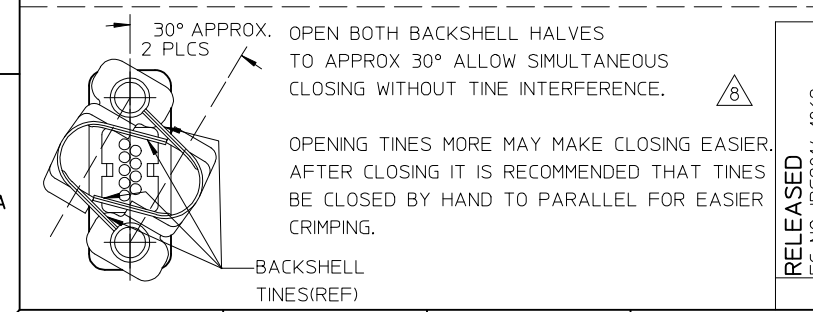 30° APPROX.
2 PLCS
OPEN BOTH BACKSHELL HALVES
TO APPROX 30° ALLOW SIMULTANEOUS
CLOSING WITHOUT TINE INTERFERENCE.
8
OPENING TINES MORE MAY MAKE CLOSING EASIER.
AFTER CLOSING IT IS RECOMMENDED THAT TINES
BE CLOSED BY HAND TO PARALLEL FOR EASIER
CRIMPING.
BACKSHELL
TINES(REF)
A
RELEASED